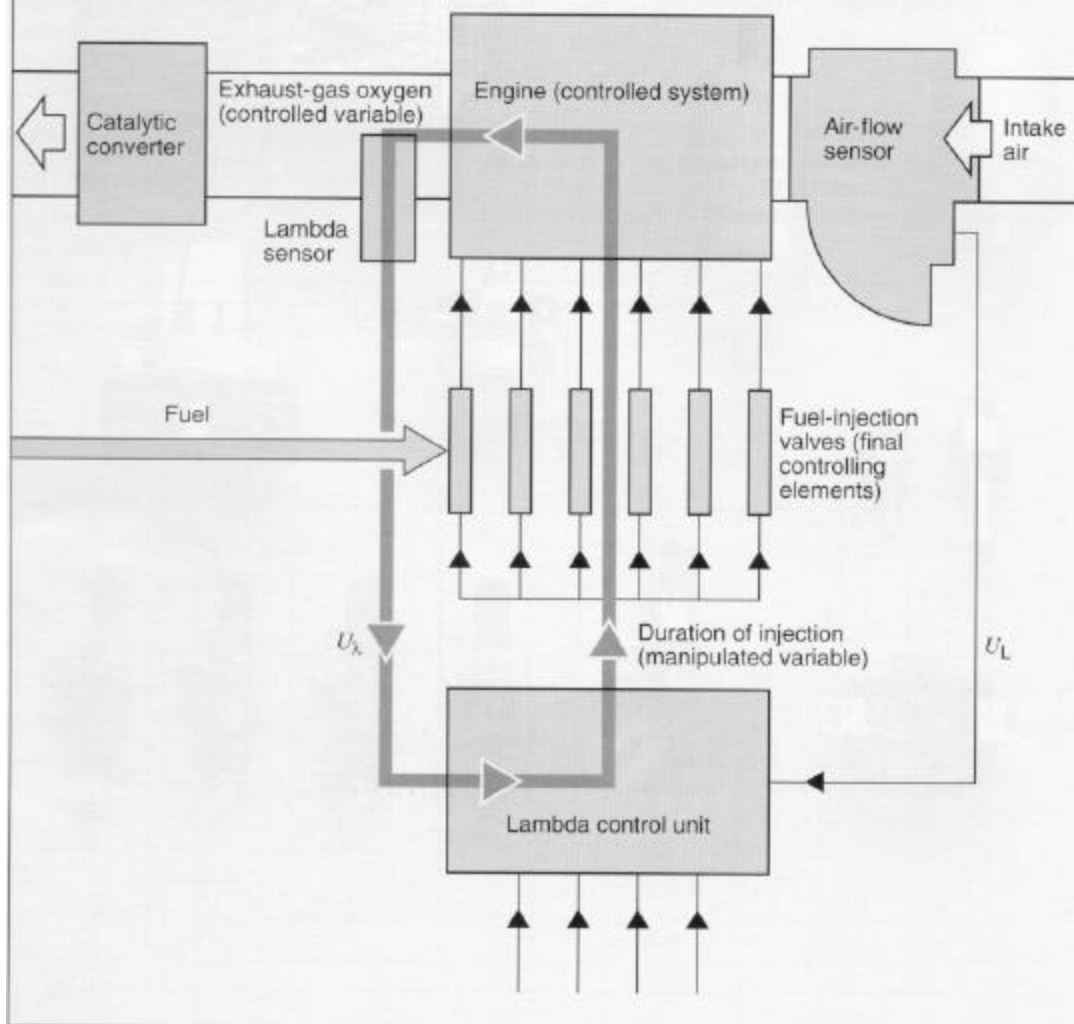 Exhaust-gas oxygen
(controlled variable)
Engine (controlled system)
Catalytic
converter
Air-flow
sensor
Intake
air
Lambda
sensor
Fuel
Fuel-injection
valves (final
controlling
elements)
Uλ
Duration of injection
(manipulated variable)
UL
Lambda control unit